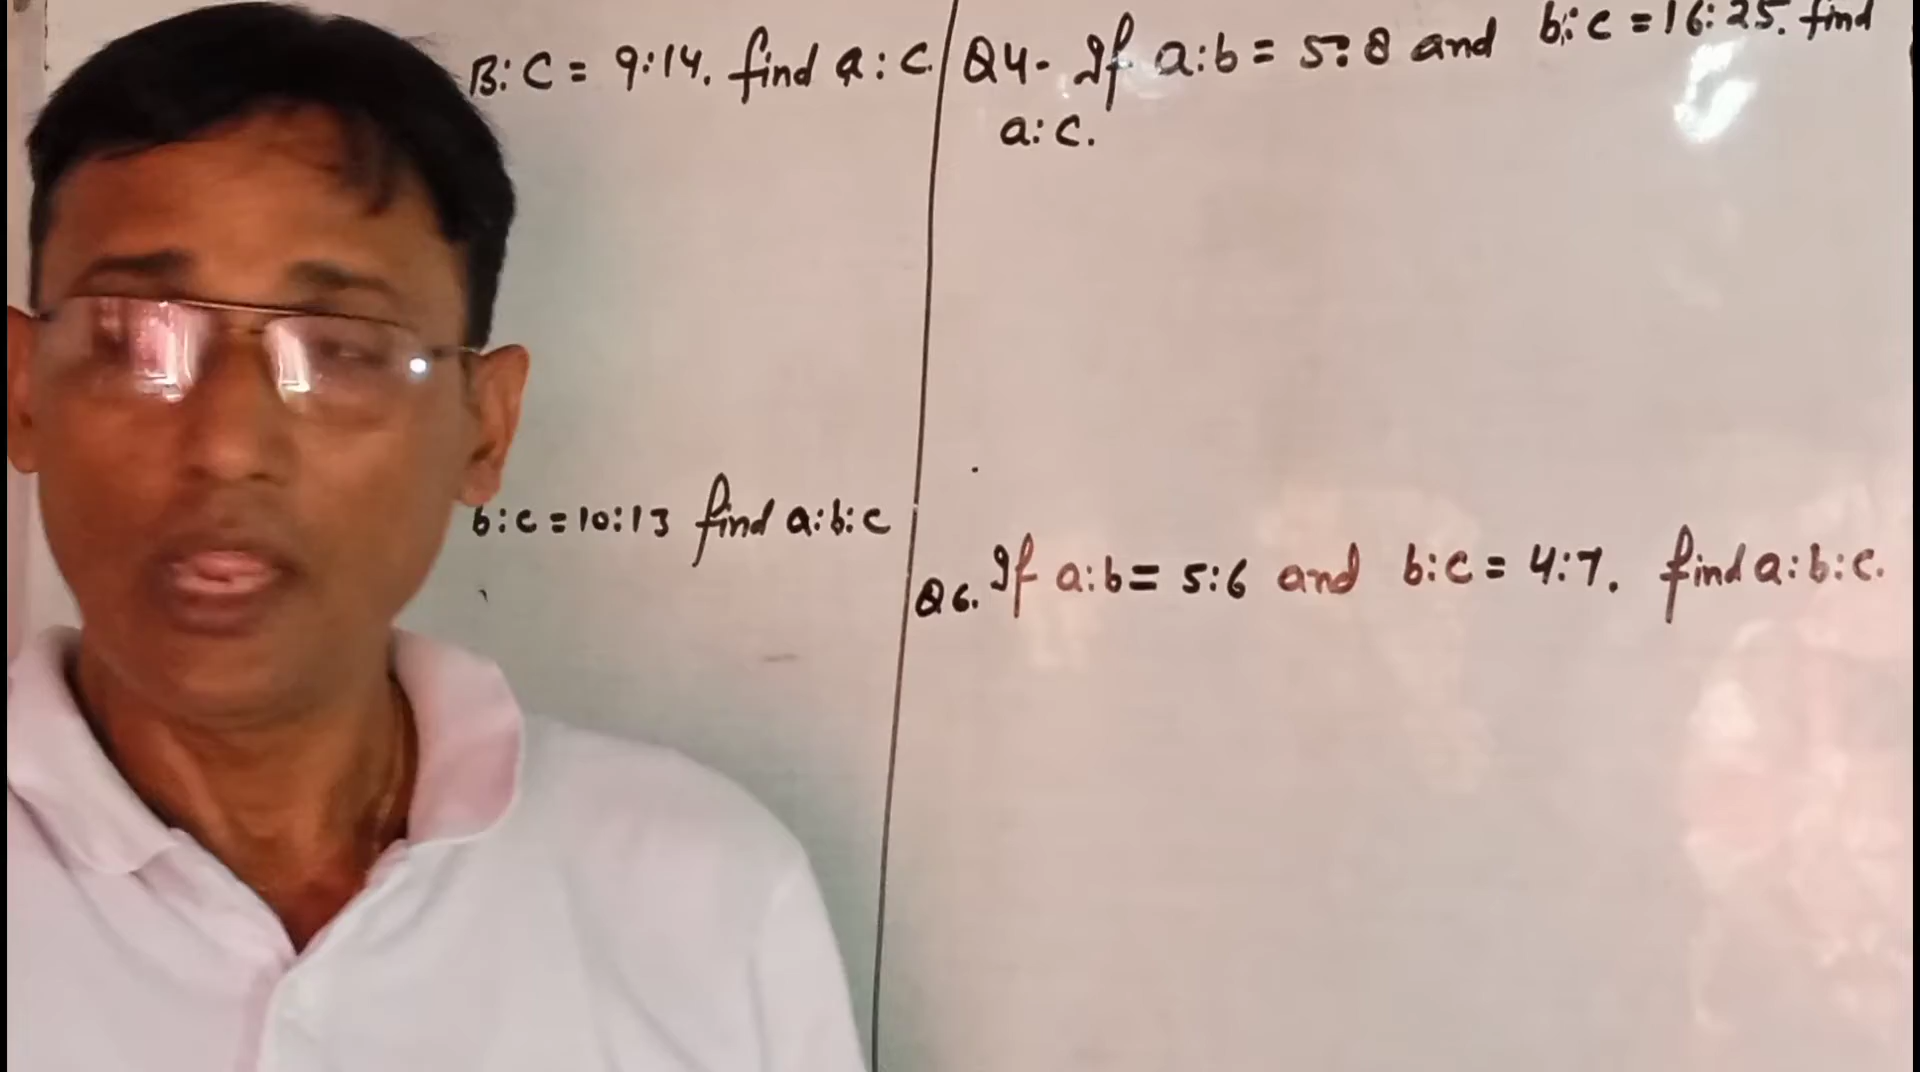 B:C = 9:14. find a:c.
b:c = 10:13 find a:b:c
Q4- If a:b = 5:8 and b:c = 16:25. find
a:c.
Q6. If a:b = 5:6 and b:c = 4:7. find a:b:c.